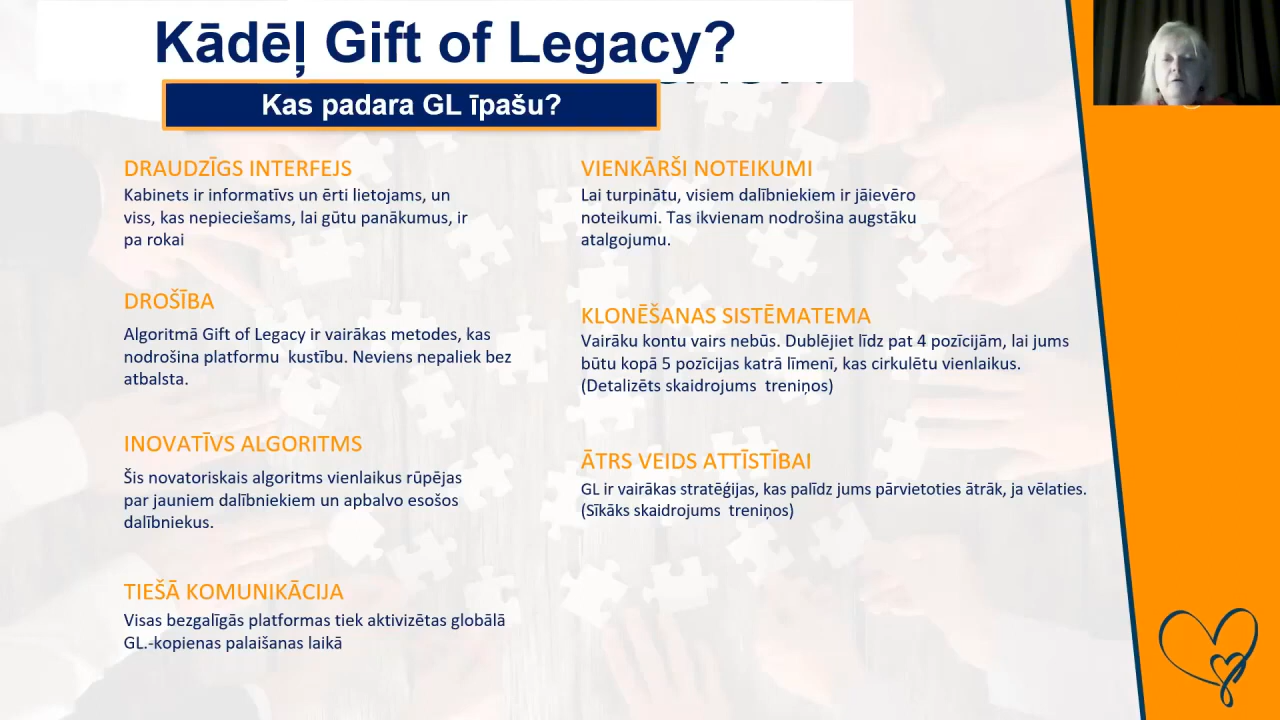 Kādēļ Gift of Legacy?
Kas padara GL īpašu?
DRAUDZĪGS INTERFEJS
Kabinets ir informatīvs un ērti lietojams, un
viss, kas nepieciešams, lai gūtu panākumus, ir
pa rokai
DROŠĪBA
Algoritmā Gift of Legacy ir vairākas metodes, kas
nodrošina platformu kustību. Neviens nepaliek bez
atbalsta.
INOVATĪVS ALGORITMS
Šis novatoriskais algoritms vienlaikus rūpējas
par jauniem dalībniekiem un apbalvo esošos
dalībniekus.
TIEŠĀ KOMUNIKĀCIJA
Visas bezgalīgās platformas tiek aktivizētas globālā
GL.-kopienas palaišanas laikā
VIENKĀRŠI NOTEIKUMI
Lai turpinātu, visiem dalībniekiem ir jāievēro
noteikumi. Tas ikvienam nodrošina augstāku
atalgojumu.
KLONĒŠANAS SISTĒMATEMA
Vairāku kontu vairs nebūs. Dublējiet līdz pat 4 pozīcijām, lai jums
būtu kopā 5 pozīcijas katrā līmenī, kas cirkulētu vienlaikus.
(Detalizēts skaidrojums treniņos)
ĀTRS VEIDS ATTĪSTĪBAI
GL ir vairākas stratēģijas, kas palīdz jums pārvietoties ātrāk, ja vēlaties.
(Sīkāks skaidrojums treniņos)